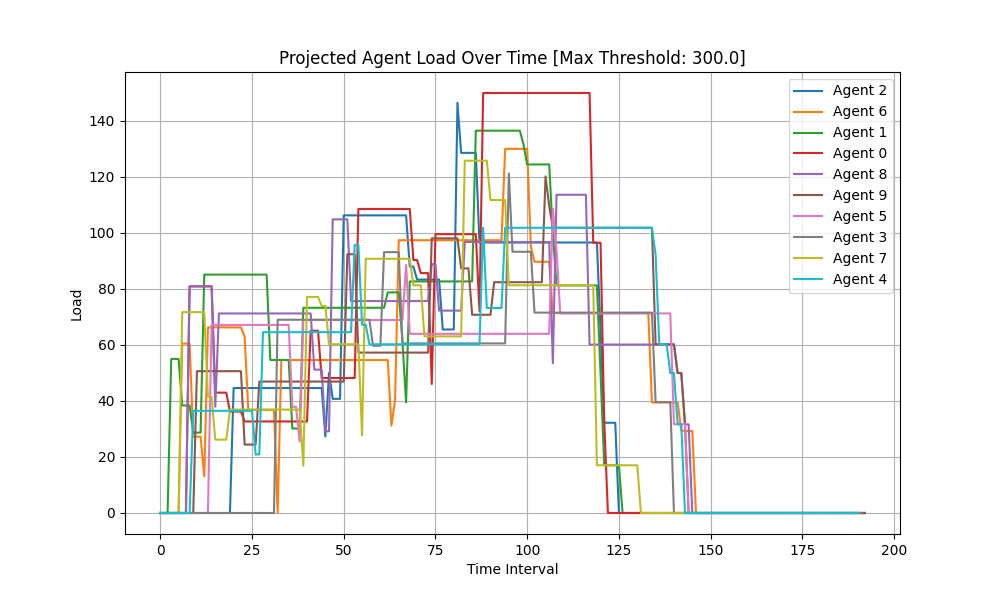 Projected Agent Load Over Time [Max Threshold: 300.0]
Load
140
120
100
80
60
40
20
0
0 25 50 75 100 125 150 175 200
Time Interval
Agent 2
Agent 6
Agent 1
Agent 0
Agent 8
Agent 9
Agent 5
Agent 3
Agent 7
Agent 4